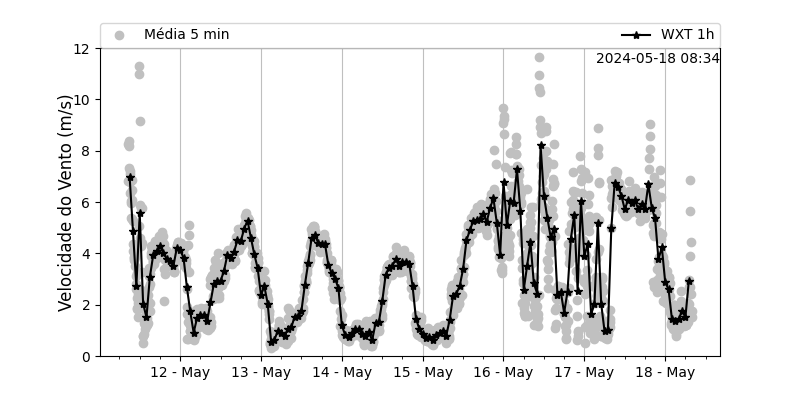 Média 5 min
WXT 1h
2024-05-18 08:34
Velocidade do Vento (m/s)
12
10
8
6
4
2
0
12 - May
13 - May
14 - May
15 - May
16 - May
17 - May
18 - May